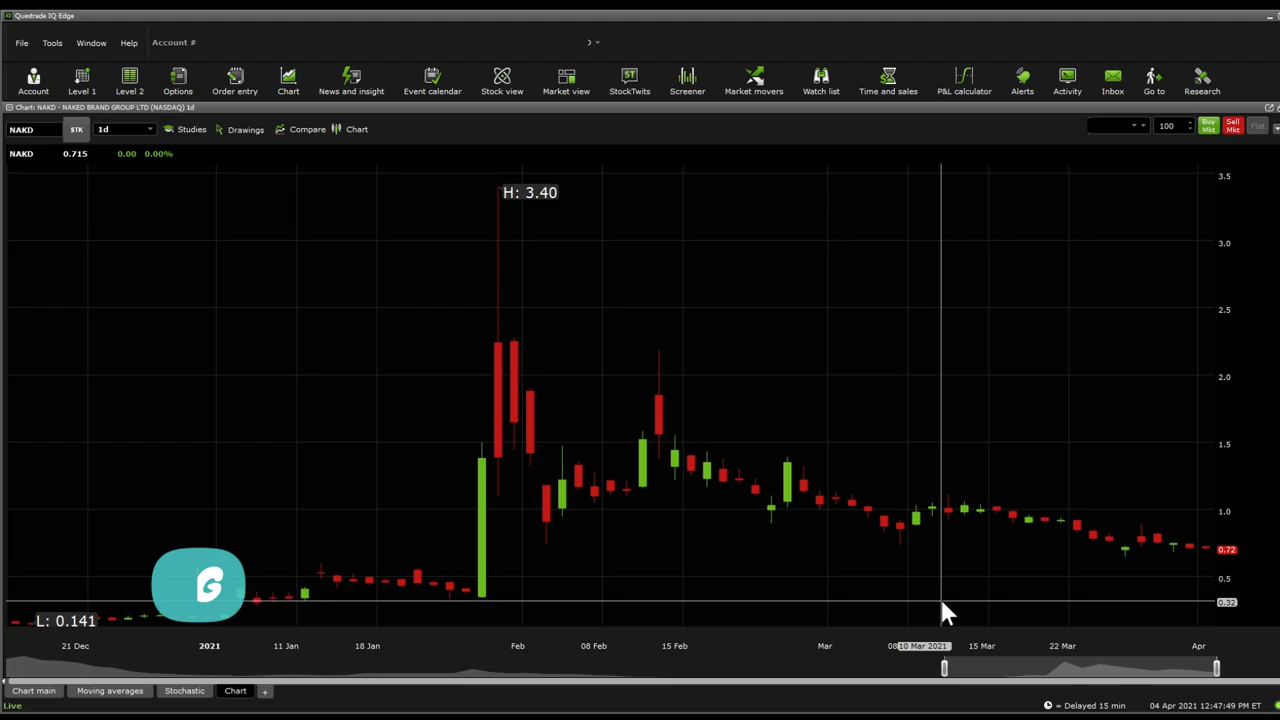 Questrade IQ Edge
File Tools Window Help Account #
Account Level 1 Level 2 Options Order entry Chart News and insight Event calendar Stock view Market view StockTwits Screener Market movers Watch list Time and sales P&L calculator Alerts Activity Inbox Go to Research
Chart: NAKD - NAKED BRAND GROUP LTD (NASDAQ) 1d
NAKD STK 1d Studies Drawings Compare Chart 100 Buy Mkt Sell Mkt Flat
NAKD 0.715 0.00 0.00%
3.5
H: 3.40
3.0
2.5
2.0
1.5
1.0
0.72
0.5
G
0.32
L: 0.141
21 Dec 2021 11 Jan 18 Jan Feb 08 Feb 15 Feb Mar 08 10 Mar 2021 15 Mar 22 Mar Apr
Chart main Moving averages Stochastic Chart +
Live = Delayed 15 min 04 Apr 2021 12:47:49 PM ET